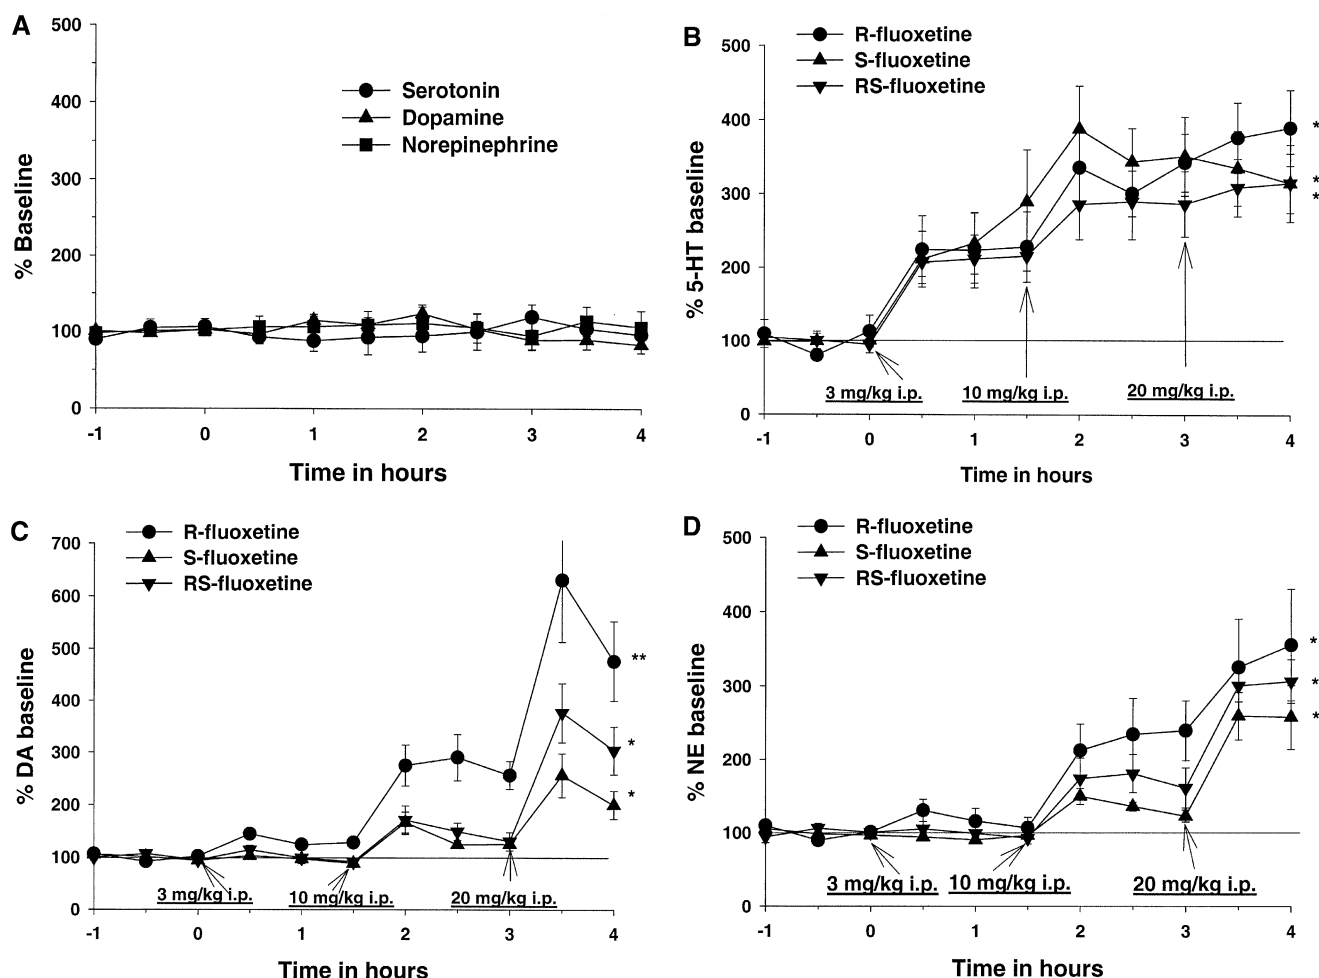 A
500
400
300
200
100
0
% Baseline
Serotonin
Dopamine
Norepinephrine
-1 0 1 2 3 4
Time in hours
B
R-fluoxetine
S-fluoxetine
RS-fluoxetine
500
400
300
200
100
0
% 5-HT baseline
*
*
*
3 mg/kg i.p. 10 mg/kg i.p. 20 mg/kg i.p.
-1 0 1 2 3 4
Time in hours
C
R-fluoxetine
S-fluoxetine
RS-fluoxetine
700
600
500
400
300
200
100
0
% DA baseline
**
*
*
3 mg/kg i.p. 10 mg/kg i.p. 20 mg/kg i.p.
-1 0 1 2 3 4
Time in hours
D
R-fluoxetine
S-fluoxetine
RS-fluoxetine
500
400
300
200
100
0
% NE baseline
*
*
*
3 mg/kg i.p. 10 mg/kg i.p. 20 mg/kg i.p.
-1 0 1 2 3 4
Time in hours